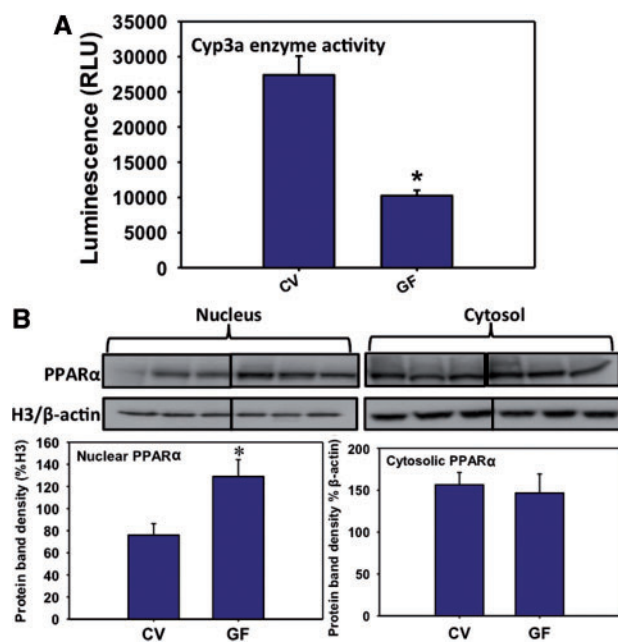 A
Cyp3a enzyme activity
Luminescence (RLU)
35000
30000
25000
20000
15000
10000
5000
0
*
CV
GF
B
Nucleus
Cytosol
PPARα
H3/β-actin
Nuclear PPARα
Protein band density (% H3)
160
140
120
100
80
60
40
20
0
*
CV
GF
Cytosolic PPARα
Protein band density % β-actin)
200
150
100
50
0
CV
GF